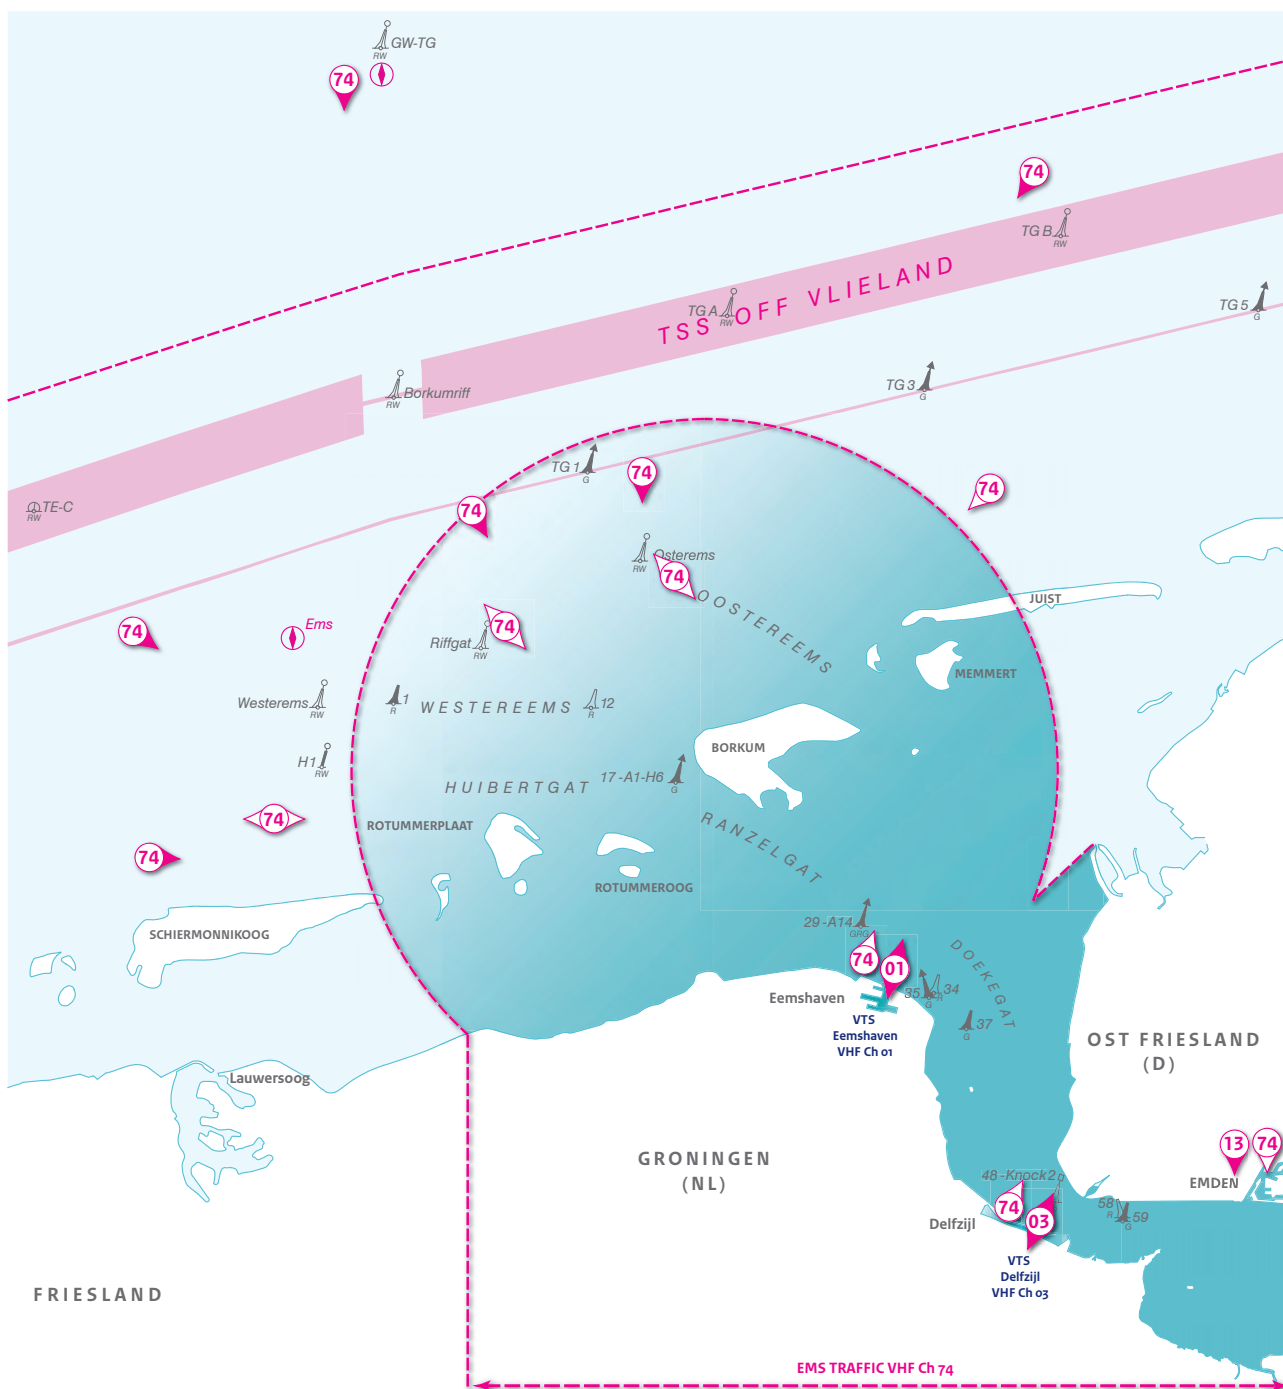 GW-TG
RW
74
74
TG B
RW
TSS OFF VLIELAND
TG A
RW
TG 5
G
TG 3
G
Borkumriff
RW
TG 1
G
74
74
74
TE-C
RW
Osterems
RW
74
OOSTEREEMS
JUIST
74
Ems
74
Riffgat
RW
MEMMERT
Westerems
RW
1
R
WESTEREEMS
12
R
BORKUM
H1
RW
HUIBERTGAT
17-A1-H6
G
74
ROTUMMERPLAAT
RANZELGAT
74
ROTUMMEROOG
SCHIERMONNIKOOG
29-A14
GRG
74
01
DOEKEGAT
Eemshaven
35
34
R
G
37
G
VTS
Eemshaven
VHF Ch 01
OST FRIESLAND
(D)
Lauwersoog
GRONINGEN
(NL)
13
74
EMDEN
48-Knock2
74
03
58
R
59
G
Delfzijl
VTS
Delfzijl
VHF Ch 03
FRIESLAND
EMS TRAFFIC VHF Ch 74